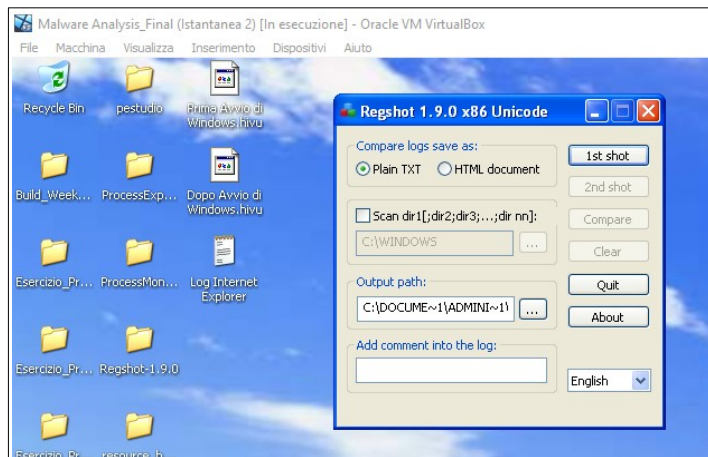 Malware Analysis_Final (Istantanea 2) [In esecuzione] - Oracle VM VirtualBox
File Macchina Visualizza Inserimento Dispositivi Aiuto
Recycle Bin
pestudio
Prima Avvio di
Windows.hivu
Build_Week...
ProcessExp...
Dopo Avvio di
Windows.hivu
Esercizio_Pr...
ProcessMon...
Log Internet
Explorer
Esercizio_Pr...
Regshot-1.9.0
Esercizio_Pr...
resource_h...
Regshot 1.9.0 x86 Unicode
Compare logs save as:
Plain TXT
HTML document
1st shot
2nd shot
Scan dir1[;dir2;dir3;...;dir nn]:
Compare
C:\WINDOWS
...
Clear
Output path:
Quit
C:\DOCUME~1\ADMINI~1\
...
About
Add comment into the log:
English